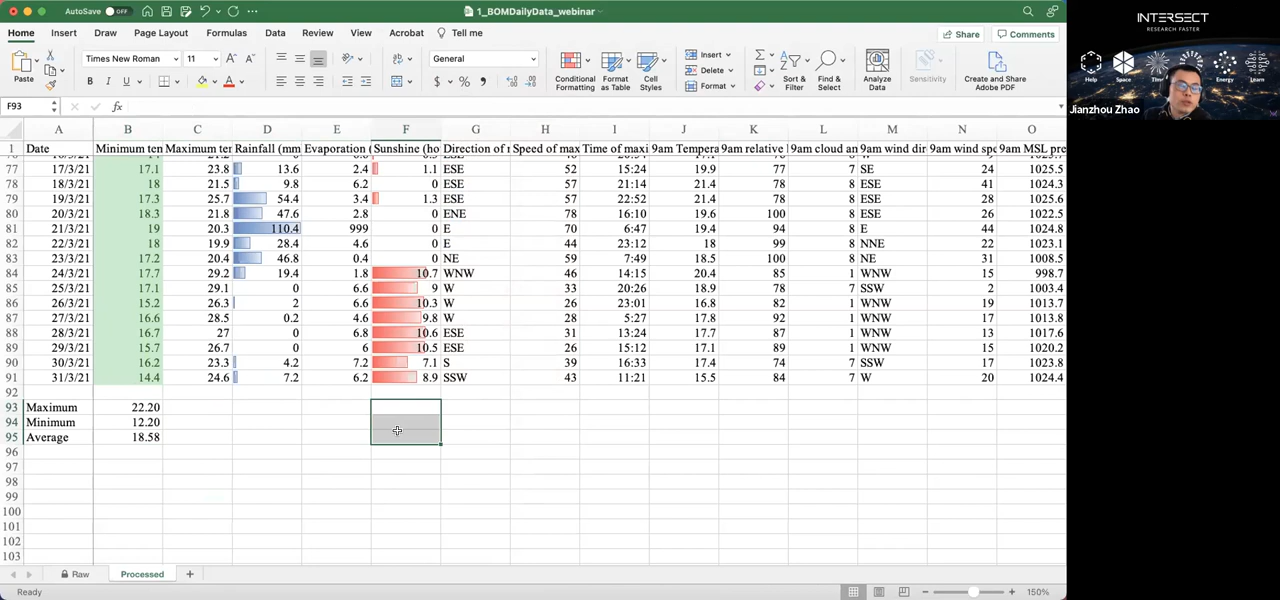 AutoSave OFF
1_BOMDailyData_webinar
Home Insert Draw Page Layout Formulas Data Review View Acrobat Tell me
Share Comments
Paste
Times New Roman 11
General
Conditional Formatting
Format as Table
Cell Styles
Insert
Delete
Format
Sort & Filter
Find & Select
Analyze Data
Sensitivity
Create and Share Adobe PDF
F93 fx
A B C D E F G H I J K L M N O
1 Date Minimum ten Maximum ter Rainfall (mm Evaporation ( Sunshine (ho Direction of r Speed of max Time of maxi 9am Tempera 9am relative 9am cloud an 9am wind dir 9am wind spe 9am MSL pre
77 17/3/21 17.1 23.8 13.6 2.4 1.1 ESE 52 15:24 19.9 77 7 SE 24 1025.5
78 18/3/21 18 21.5 9.8 6.2 0 ESE 57 21:14 21.4 78 8 ESE 41 1024.3
79 19/3/21 17.3 25.7 54.4 3.4 1.3 ESE 57 22:52 21.4 78 8 ESE 28 1025.6
80 20/3/21 18.3 21.8 47.6 2.8 0 ENE 78 16:10 19.6 100 8 ESE 26 1022.5
81 21/3/21 19 20.3 110.4 999 0 E 70 6:47 19.4 94 8 E 44 1024.8
82 22/3/21 18 19.9 28.4 4.6 0 E 44 23:12 18 99 8 NNE 22 1023.1
83 23/3/21 17.2 20.4 46.8 0.4 0 NE 59 7:49 18.5 100 8 NE 31 1008.5
84 24/3/21 17.7 29.2 19.4 1.8 10.7 WNW 46 14:15 20.4 85 1 WNW 15 998.7
85 25/3/21 17.1 29.1 0 6.6 9 W 33 20:26 18.9 78 7 SSW 2 1003.4
86 26/3/21 15.2 26.3 2 6.6 10.3 W 26 23:01 16.8 82 1 WNW 19 1013.7
87 27/3/21 16.6 28.5 0.2 4.6 9.8 W 28 5:27 17.8 92 1 WNW 17 1013.8
88 28/3/21 16.7 27 0 6.8 10.6 ESE 31 13:24 17.7 87 1 WNW 13 1017.6
89 29/3/21 15.7 26.7 0 6 10.5 ESE 26 15:12 17.1 89 1 WNW 15 1020.2
90 30/3/21 16.2 23.3 4.2 7.2 7.1 S 39 16:33 17.4 74 7 SSW 17 1023.8
91 31/3/21 14.4 24.6 7.2 6.2 8.9 SSW 43 11:21 15.5 84 7 W 20 1024.4
92
93 Maximum 22.20
94 Minimum 12.20
95 Average 18.58
96
97
98
99
100
101
102
103
Raw Processed
Ready 150%
INTERSECT
RESEARCH FASTER
Help Space Energy Learn
Jianzhou Zhao